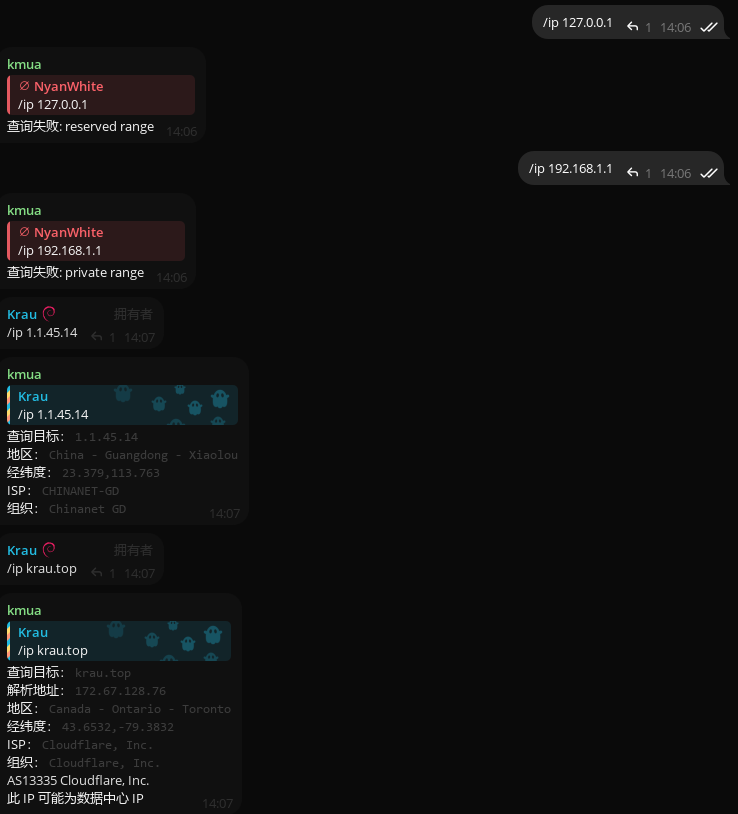 /ip 127.0.0.1 1 14:06
kmua
NyanWhite
/ip 127.0.0.1
查询失败: reserved range 14:06
/ip 192.168.1.1 1 14:06
kmua
NyanWhite
/ip 192.168.1.1
查询失败: private range 14:06
Krau 拥有者
/ip 1.1.45.14 1 14:07
kmua
Krau
/ip 1.1.45.14
查询目标: 1.1.45.14
地区: China - Guangdong - Xiaolou
经纬度: 23.379,113.763
ISP: CHINANET-GD
组织: Chinanet GD
14:07
Krau 拥有者
/ip krau.top 1 14:07
kmua
Krau
/ip krau.top
查询目标: krau.top
解析地址: 172.67.128.76
地区: Canada - Ontario - Toronto
经纬度: 43.6532,-79.3832
ISP: Cloudflare, Inc.
组织: Cloudflare, Inc.
AS13335 Cloudflare, Inc.
此 IP 可能为数据中心 IP 14:07